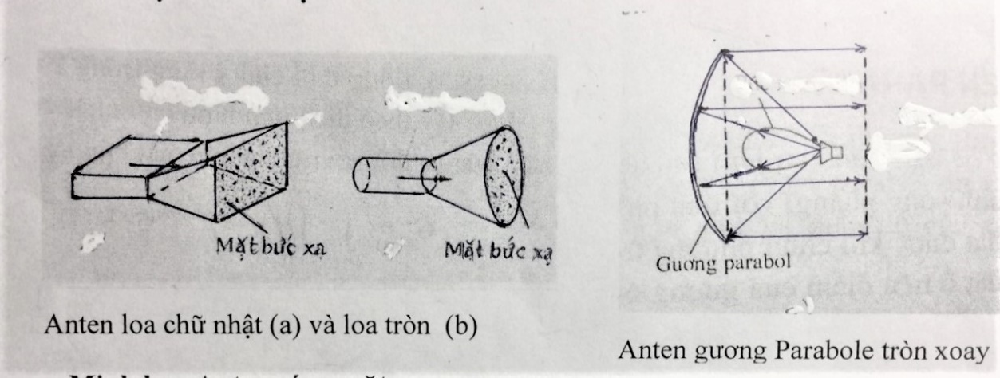 Mặt bức xạ
Mặt bức xạ
Anten loa chữ nhật (a) và loa tròn (b)
Gương parabol
Anten gương Parabole tròn xoay